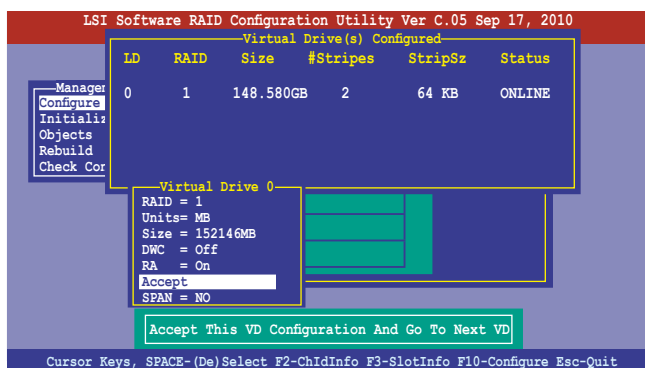 LSI Software RAID Configuration Utility Ver C.05 Sep 17, 2010
Virtual Drive(s) Configured
LD RAID Size #Stripes StripSz Status
0 1 148.580GB 2 64 KB ONLINE
Configure
Objects
Rebuild
Virtual Drive 0
RAID = 1
Units= MB
Size = 152146MB
DWC = Off
RA = On
Accept
SPAN = NO
Accept This VD Configuration And Go To Next VD
Cursor Keys, SPACE-(De)Select F2-ChIdInfo F3-SlotInfo F10-Configure Esc-Quit